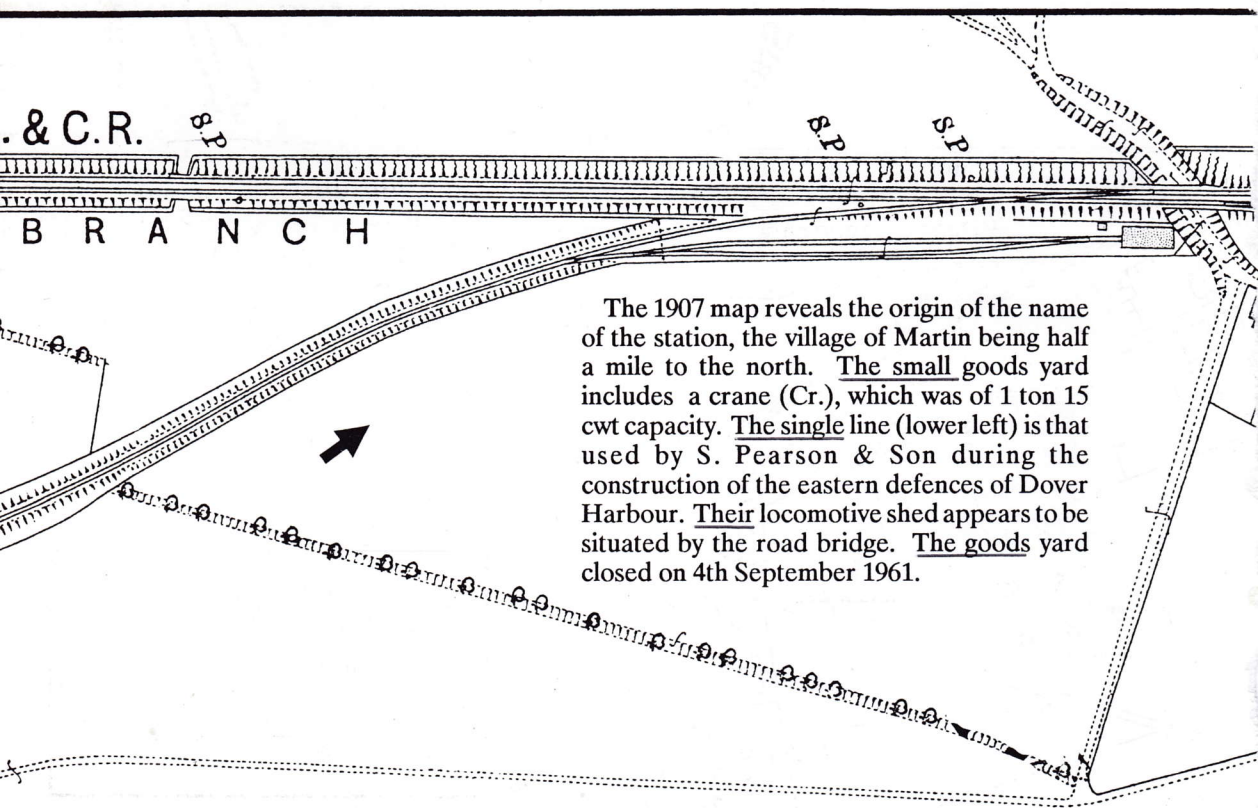 . & C.R.
S.P
S.P
S.P
BRANCH
The 1907 map reveals the origin of the name
of the station, the village of Martin being half
a mile to the north. The small goods yard
includes a crane (Cr.), which was of 1 ton 15
cwt capacity. The single line (lower left) is that
used by S. Pearson & Son during the
construction of the eastern defences of Dover
Harbour. Their locomotive shed appears to be
situated by the road bridge. The goods yard
closed on 4th September 1961.